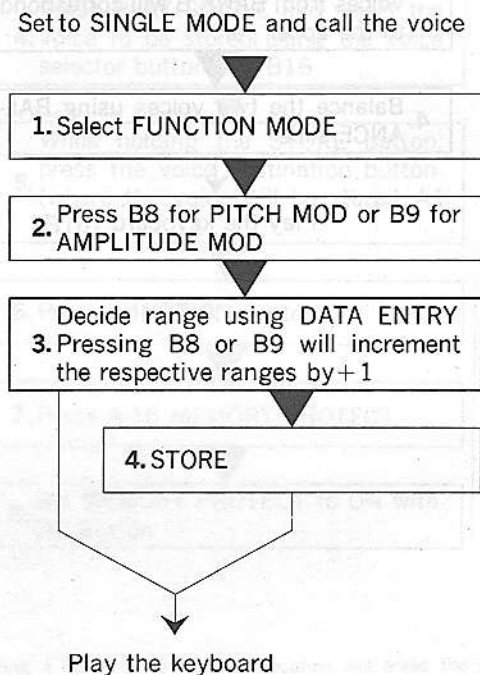 Set to SINGLE MODE and call the voice
1. Select FUNCTION MODE
2. Press B8 for PITCH MOD or B9 for
AMPLITUDE MOD
Decide range using DATA ENTRY
3. Pressing B8 or B9 will increment
the respective ranges by +1
4. STORE
Play the keyboard